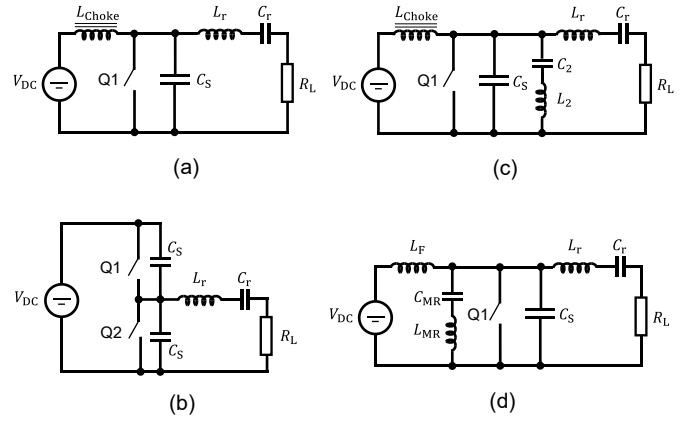 L_Choke L_r C_r
V_DC Q1 C_S R_L
(a)
L_Choke L_r C_r
V_DC Q1 C_S C_2 L_2 R_L
(c)
V_DC Q1 C_S L_r C_r
Q2 C_S R_L
(b)
L_F L_r C_r
V_DC C_MR L_MR Q1 C_S R_L
(d)